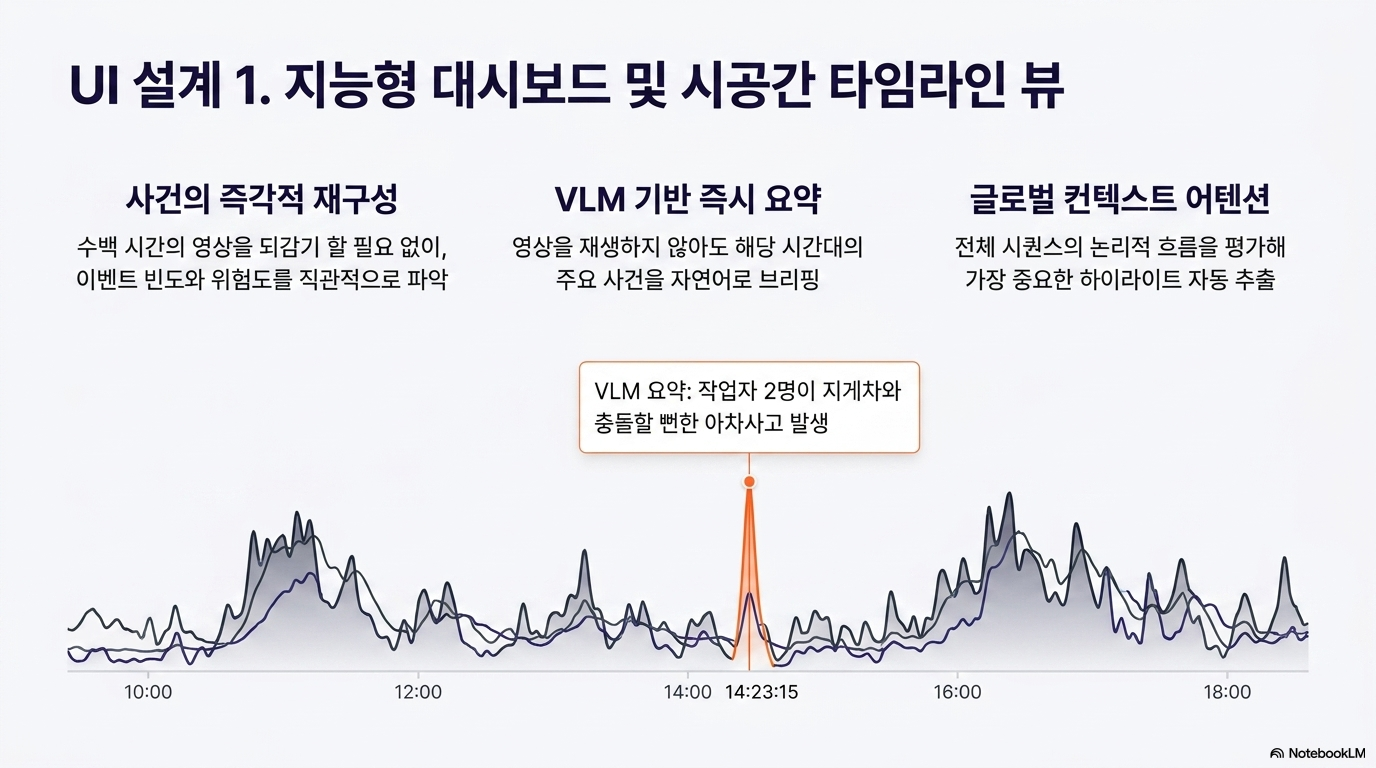 UI 설계 1. 지능형 대시보드 및 시공간 타임라인 뷰
사건의 즉각적 재구성
수백 시간의 영상을 되감기 할 필요 없이,
이벤트 빈도와 위험도를 직관적으로 파악
VLM 기반 즉시 요약
영상을 재생하지 않아도 해당 시간대의
주요 사건을 자연어로 브리핑
글로벌 컨텍스트 어텐션
전체 시퀀스의 논리적 흐름을 평가해
가장 중요한 하이라이트 자동 추출
VLM 요약: 작업자 2명이 지게차와
충돌할 뻔한 아차사고 발생
10:00 12:00 14:00 14:23:15 16:00 18:00
NotebookLM